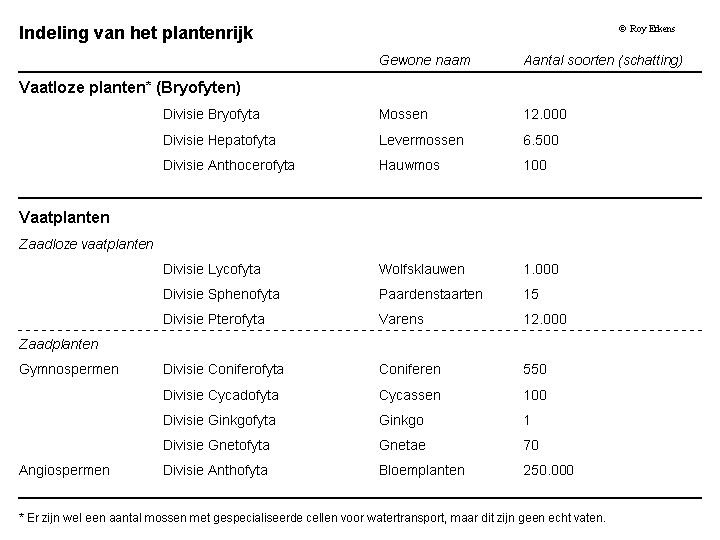 Indeling van het plantenrijk © Roy Erkens
Gewone naam Aantal soorten (schatting)
Vaatloze planten* (Bryofyten)
Divisie Bryofyta Mossen 12.000
Divisie Hepatofyta Levermossen 6.500
Divisie Anthocerofyta Hauwmos 100
Vaatplanten
Zaadloze vaatplanten
Divisie Lycofyta Wolfsklauwen 1.000
Divisie Sphenofyta Paardenstaarten 15
Divisie Pterofyta Varens 12.000
Zaadplanten
Gymnospermen Divisie Coniferofyta Coniferen 550
Divisie Cycadofyta Cycassen 100
Divisie Ginkgofyta Ginkgo 1
Divisie Gnetofyta Gnetae 70
Angiospermen Divisie Anthofyta Bloemplanten 250.000
* Er zijn wel een aantal mossen met gespecialiseerde cellen voor watertransport, maar dit zijn geen echt vaten.